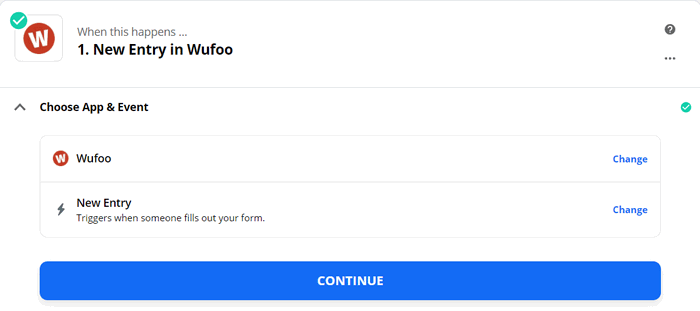 When this happens ...
W
1. New Entry in Wufoo
Choose App & Event
W
Wufoo
Change
New Entry
Triggers when someone fills out your form.
Change
CONTINUE